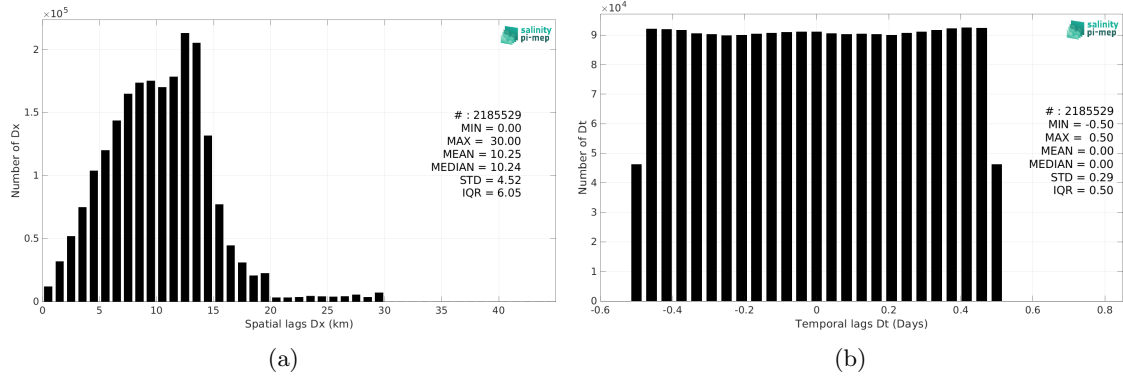 ×10⁵
2
1.5
1
0.5
0
Number of Dx
0 5 10 15 20 25 30 35 40 45
Spatial lags Dx (km)
salinity
pi-mep
# : 2185529
MIN = 0.00
MAX = 30.00
MEAN = 10.25
MEDIAN = 10.24
STD = 4.52
IQR = 6.05
(a)
×10⁴
9
8
7
6
5
4
3
2
1
0
Number of Dt
-0.6 -0.4 -0.2 0 0.2 0.4 0.6 0.8
Temporal lags Dt (Days)
salinity
pi-mep
# : 2185529
MIN = -0.50
MAX = 0.50
MEAN = 0.00
MEDIAN = 0.00
STD = 0.29
IQR = 0.50
(b)